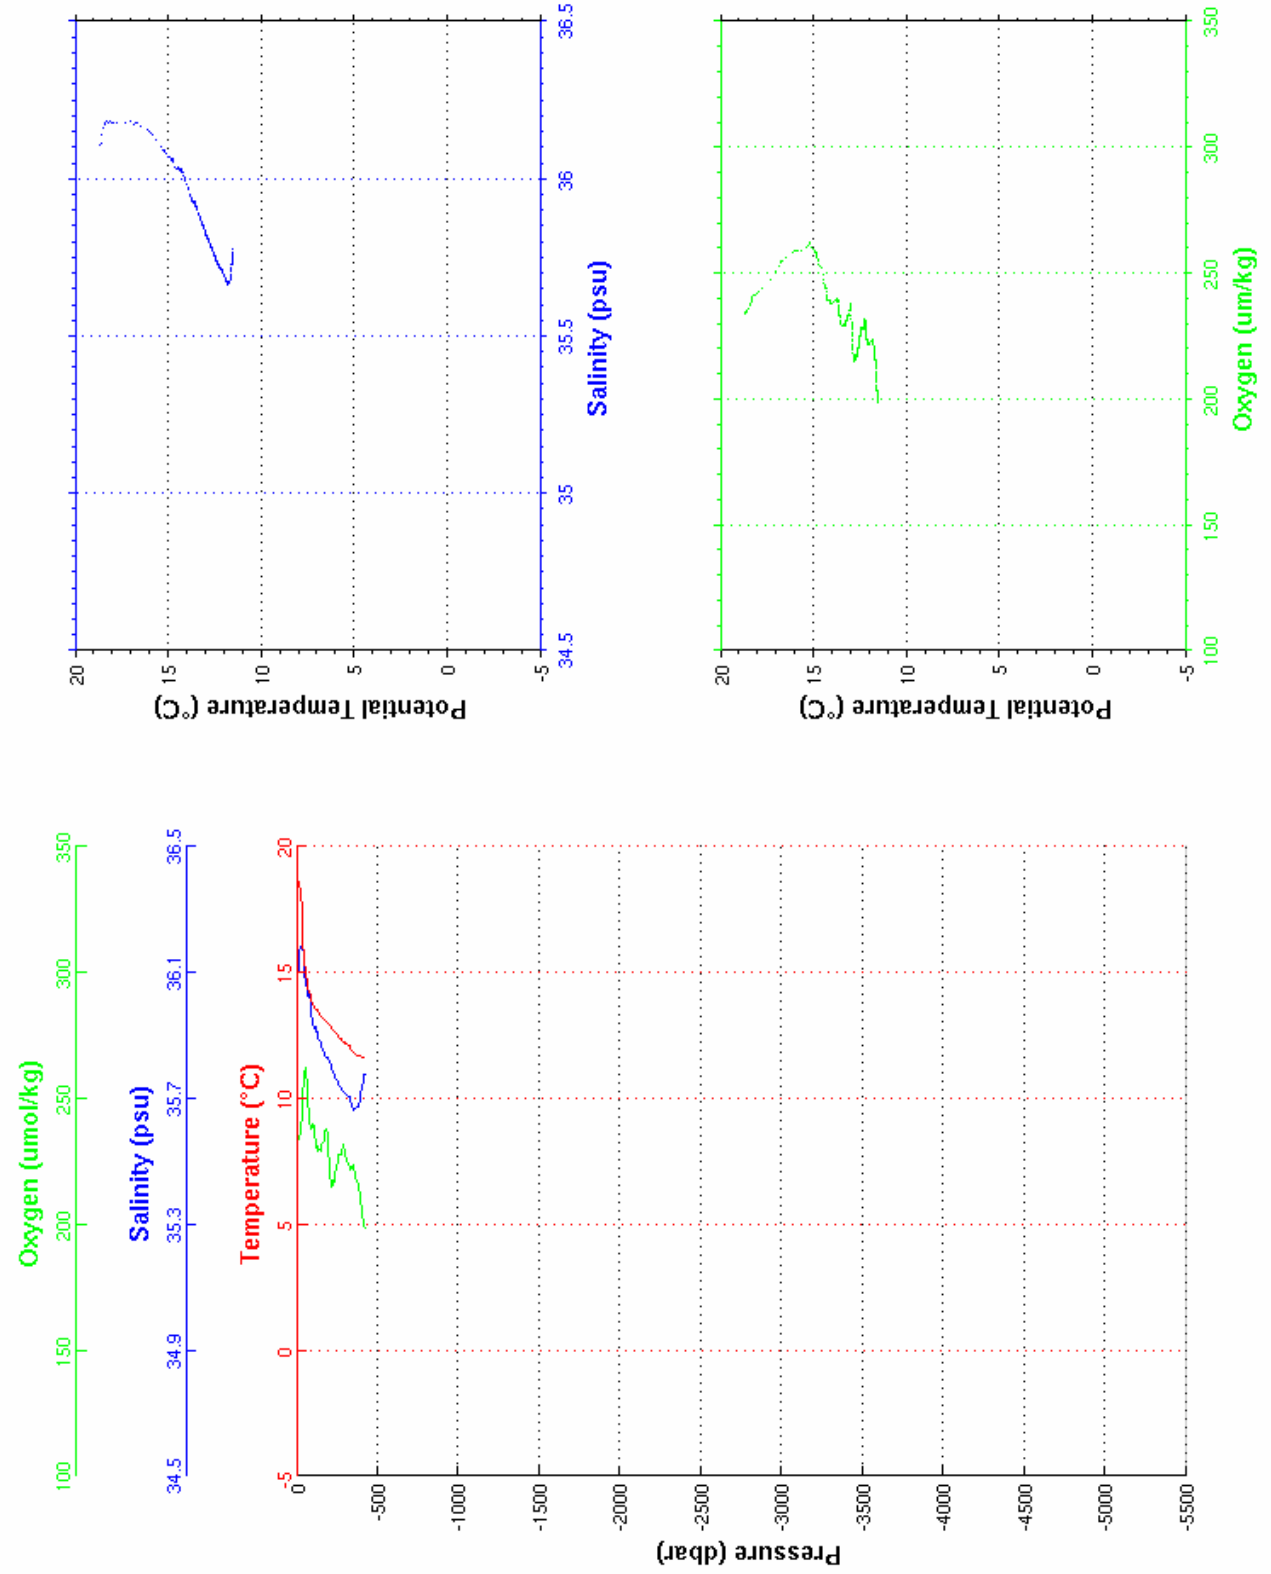 Oxygen (umol/kg)
100 150 200 250 300 350
Salinity (psu)
34.5 34.9 35.3 35.7 36.1 36.5
Temperature (°C)
-5 0 5 10 15 20
Pressure (dbar)
0
-500
-1000
-1500
-2000
-2500
-3000
-3500
-4000
-4500
-5000
-5500
Potential Temperature (°C)
20
15
10
5
0
-5
34.5 35 35.5 36 36.5
Salinity (psu)
Potential Temperature (°C)
20
15
10
5
0
-5
100 150 200 250 300 350
Oxygen (um/kg)